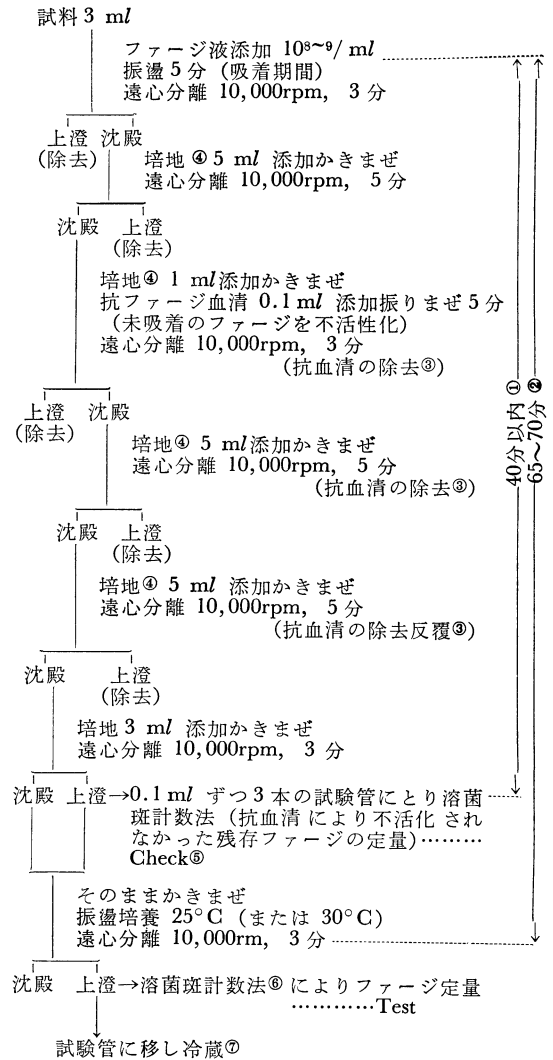 試料 3 ml
ファージ液添加 10⁸~⁹/ ml
振盪 5 分 (吸着期間)
遠心分離 10,000rpm, 3 分
上澄 沈殿
(除去)
培地④ 5 ml 添加かきまぜ
遠心分離 10,000rpm, 5 分
沈殿 上澄
(除去)
培地④ 1 ml添加かきまぜ
抗ファージ血清 0.1ml 添加振りまぜ 5 分
(未吸着のファージを不活性化)
遠心分離 10,000rpm, 3 分
(抗血清の除去③)
上澄 沈殿
(除去)
培地④ 5 ml 添加かきまぜ
遠心分離 10,000rpm, 5 分
(抗血清の除去③)
沈殿 上澄
(除去)
培地④ 5 ml 添加かきまぜ
遠心分離 10,000rpm, 5 分
(抗血清の除去反覆③)
沈殿 上澄
(除去)
培地 3 ml 添加かきまぜ
遠心分離 10,000rpm, 3 分
沈殿 上澄→0.1ml ずつ 3 本の試験管にとり溶菌
斑計数法 (抗血清により不活化され
なかった残存ファージの定量)………
Check⑤
そのままかきまぜ
振盪培養 25°C (または 30°C)
遠心分離 10,000rm, 3 分
沈殿 上澄→溶菌斑計数法⑥ によりファージ定量
…………Test
試験管に移し冷蔵⑦
40分以内①
65~70分②